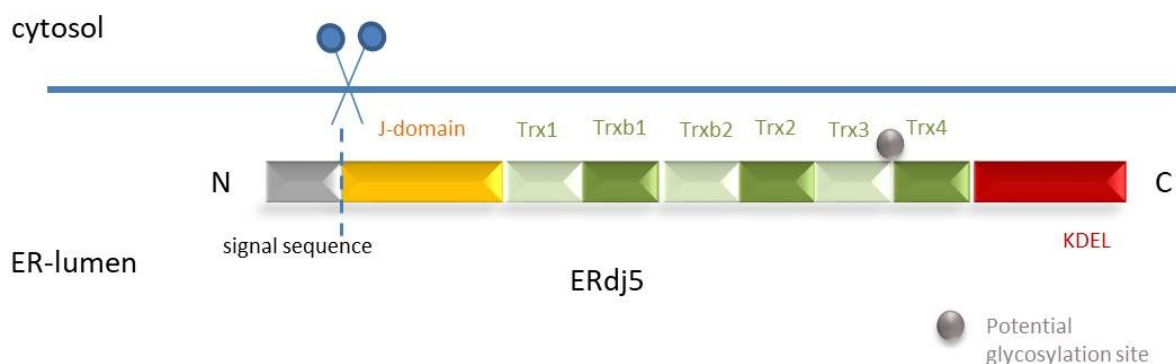 cytosol
J-domain
Trx1
Trxb1
Trxb2
Trx2
Trx3
Trx4
N
C
signal sequence
KDEL
ER-lumen
ERdj5
Potential
glycosylation site